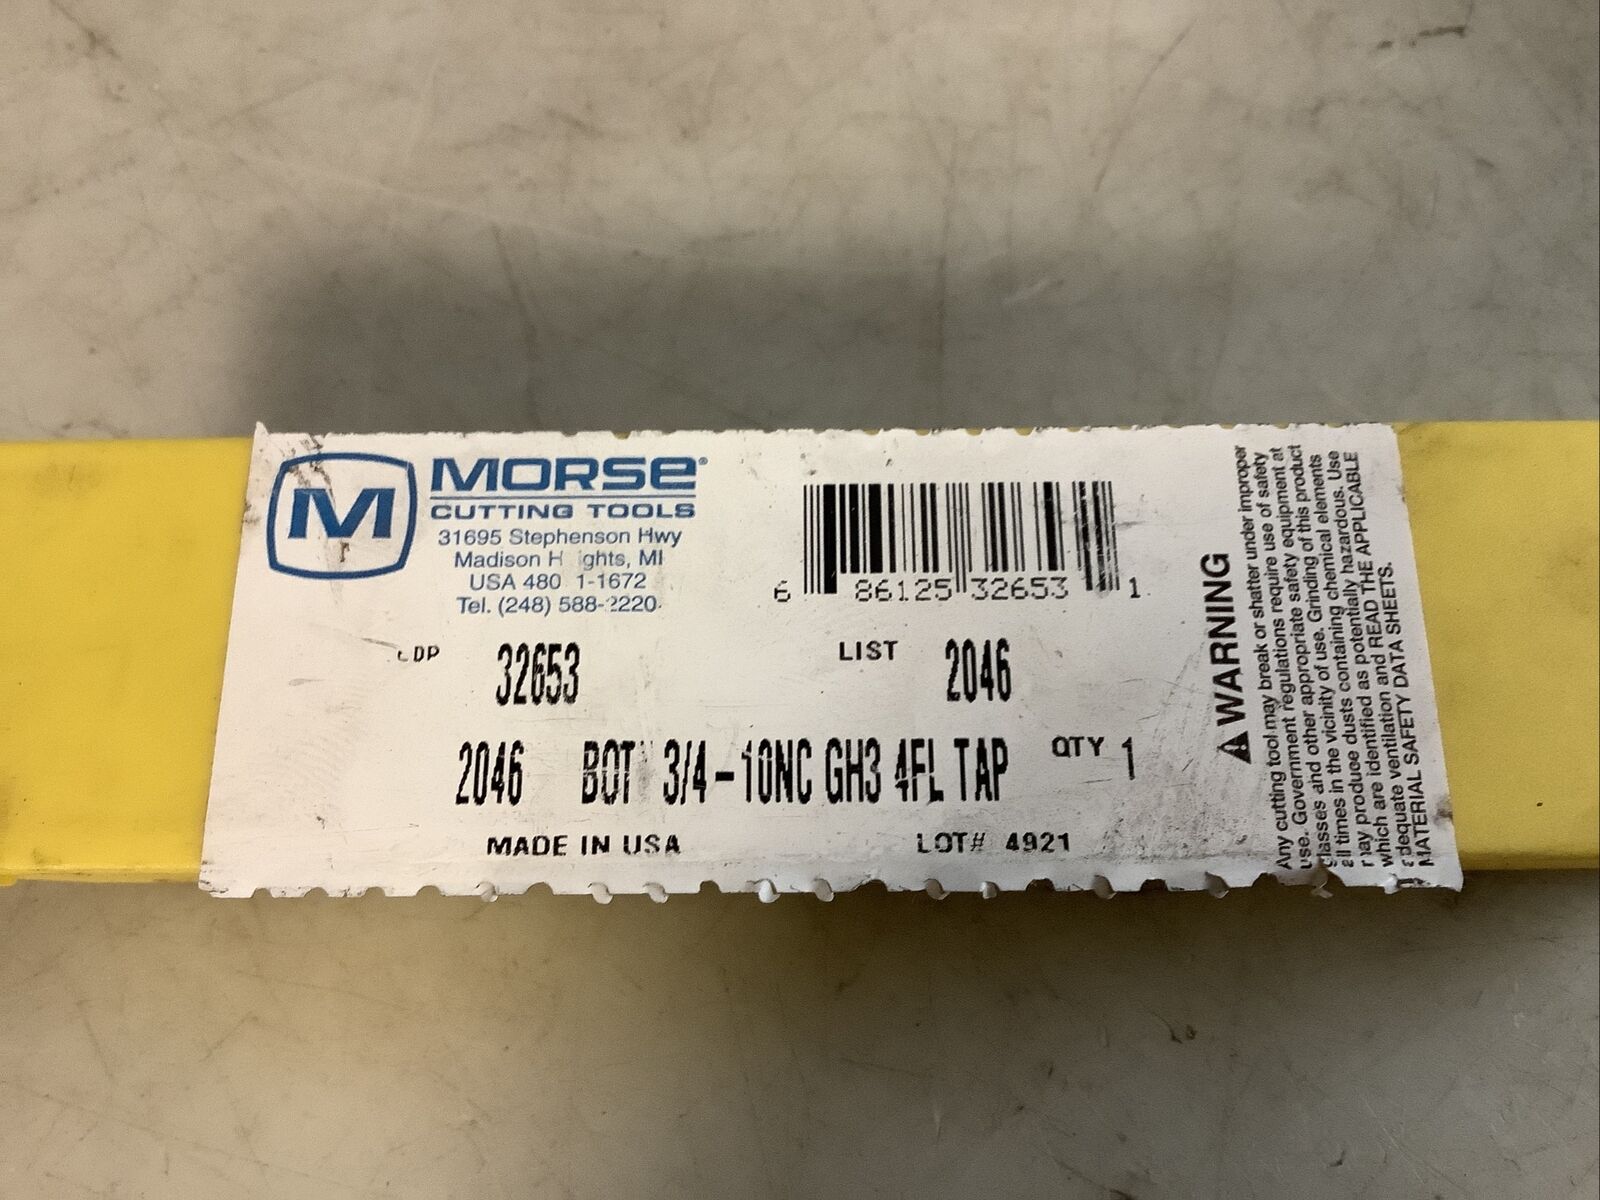 M
MORSE®
CUTTING TOOLS
31695 Stephenson Hwy
Madison H ghts, MI
USA 480 1-1672
Tel. (248) 588-2220
6 86125 32653 1
DP 32653
LIST 2046
2046 BOT 3/4-10NC GH3 4FL TAP QTY 1
MADE IN USA LOT# 4921
WARNING
Any cutting tool may break or shatter under improper
use. Government regulations require use of safety
glasses and other appropriate safety equipment at
all times in the vicinity of use. Grinding of this product
may produce dusts containing chemical elements
which are identified as potentially hazardous. Use
adequate ventilation and READ THE APPLICABLE
MATERIAL SAFETY DATA SHEETS.